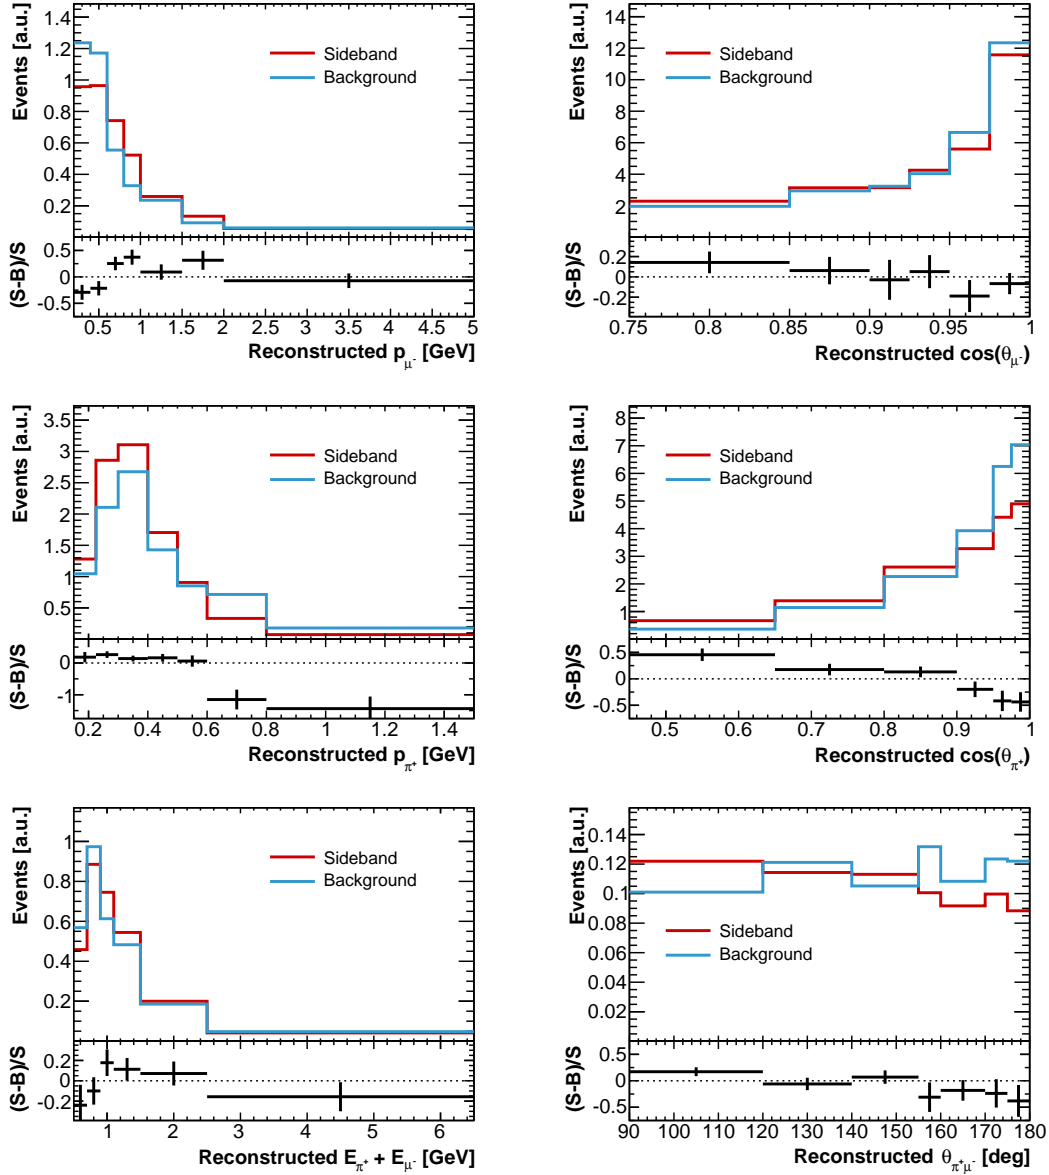 Events [a.u.]
1.4
1.2
1
0.8
0.6
0.4
0.2
Sideband
Background
(S-B)/S
0.5
0
-0.5
0.5 1 1.5 2 2.5 3 3.5 4 4.5 5
Reconstructed p_μ- [GeV]
Events [a.u.]
14
12
10
8
6
4
2
Sideband
Background
(S-B)/S
0.2
0
-0.2
0.75 0.8 0.85 0.9 0.95 1
Reconstructed cos(θ_μ-)
Events [a.u.]
3.5
3
2.5
2
1.5
1
0.5
Sideband
Background
(S-B)/S
0
-1
0.2 0.4 0.6 0.8 1 1.2 1.4
Reconstructed p_π+ [GeV]
Events [a.u.]
8
7
6
5
4
3
2
1
Sideband
Background
(S-B)/S
0.5
0
-0.5
0.5 0.6 0.7 0.8 0.9 1
Reconstructed cos(θ_π+)
Events [a.u.]
1
0.8
0.6
0.4
0.2
Sideband
Background
(S-B)/S
0.2
0
-0.2
1 2 3 4 5 6
Reconstructed E_π+ + E_μ- [GeV]
Events [a.u.]
0.14
0.12
0.1
0.08
0.06
0.04
0.02
Sideband
Background
(S-B)/S
0.5
0
-0.5
90 100 110 120 130 140 150 160 170 180
Reconstructed θ_π+μ- [deg]